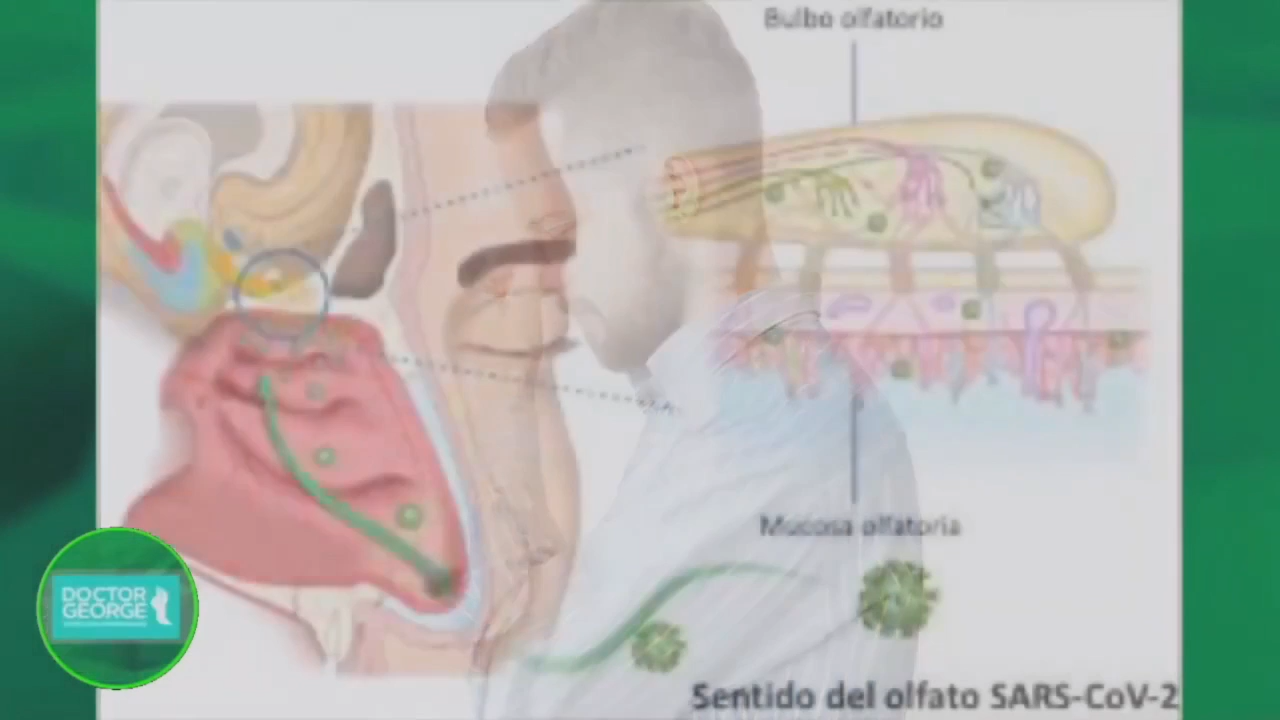 Bulbo olfatorio
Mucosa olfatoria
DOCTOR
GEORGE
Sentido del olfato SARS-CoV-2